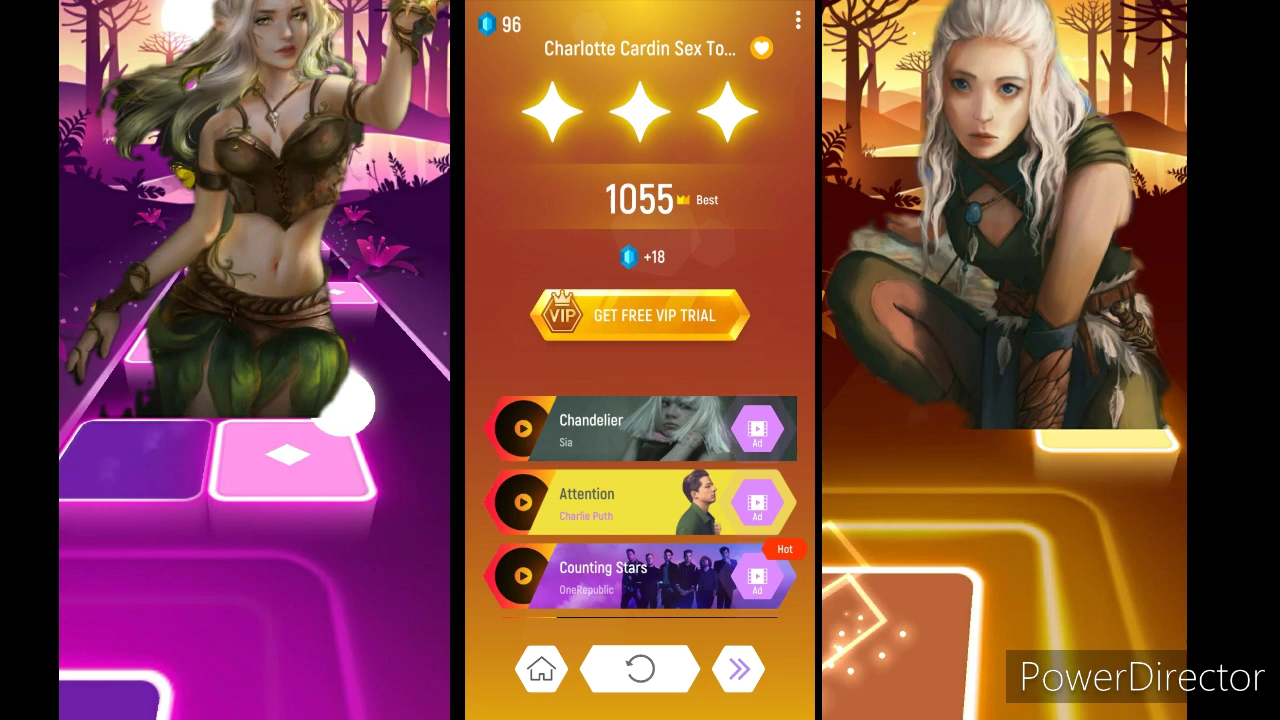 96
Charlotte Cardin Sex To...
1055 Best
+18
VIP GET FREE VIP TRIAL
Chandelier
Sia
Ad
Attention
Charlie Puth
Ad
Hot
Counting Stars
OneRepublic
Ad
PowerDirector